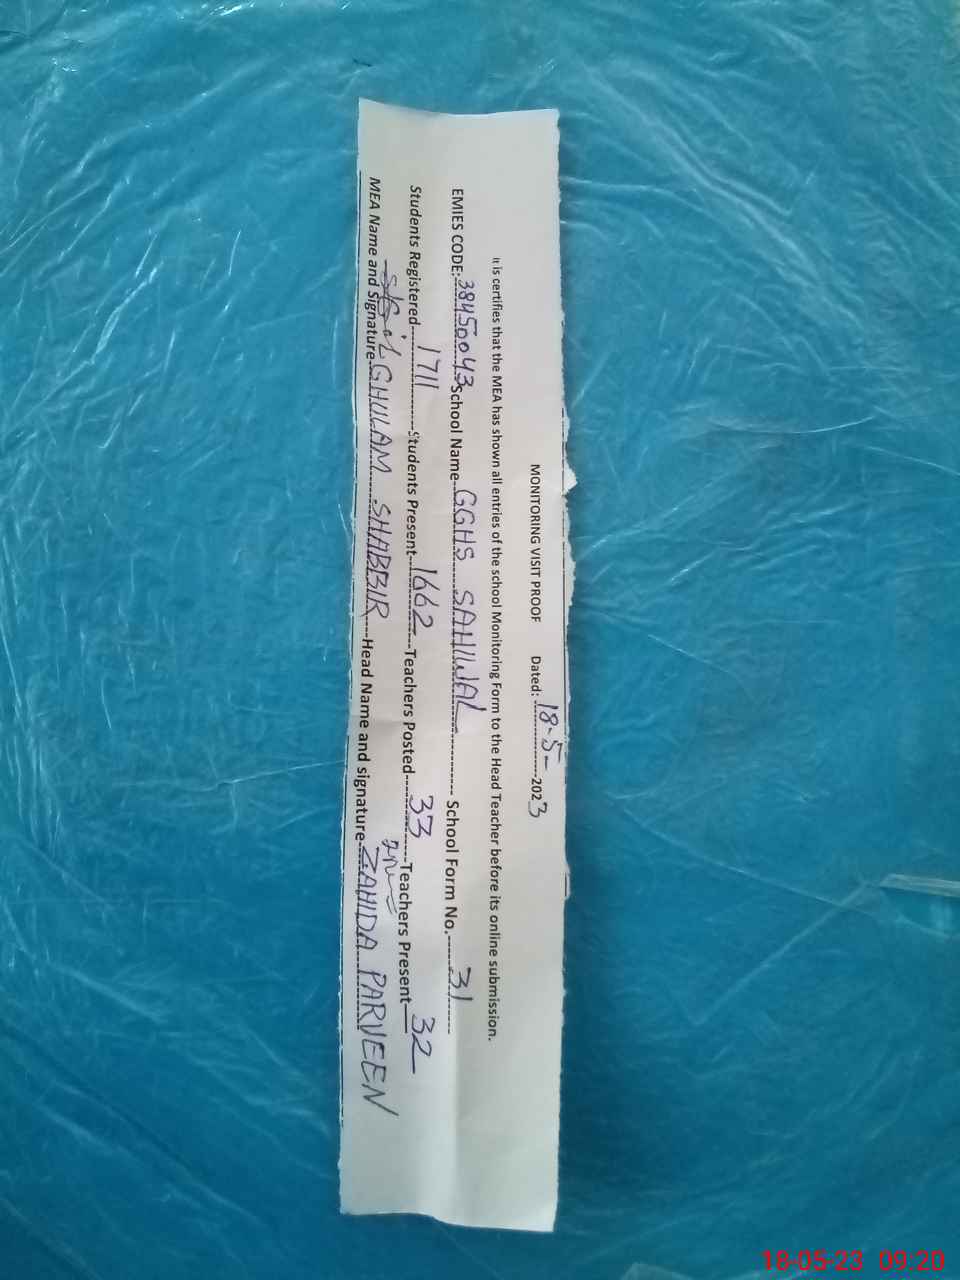 MONITORING VISIT PROOF Dated: 18-5- 2023
It is certifies that the MEA has shown all entries of the school Monitoring Form to the Head Teacher before its online submission.
EMIES CODE: 38450043 School Name GGHS SAHIWAL School Form No. 31
Students Registered 1711 Students Present 1662 Teachers Posted 33 Teachers Present 32
MEA Name and Signature GHULAM SHABBIR Head Name and signature ZAHIDA PARVEEN
18-05-23 09:20